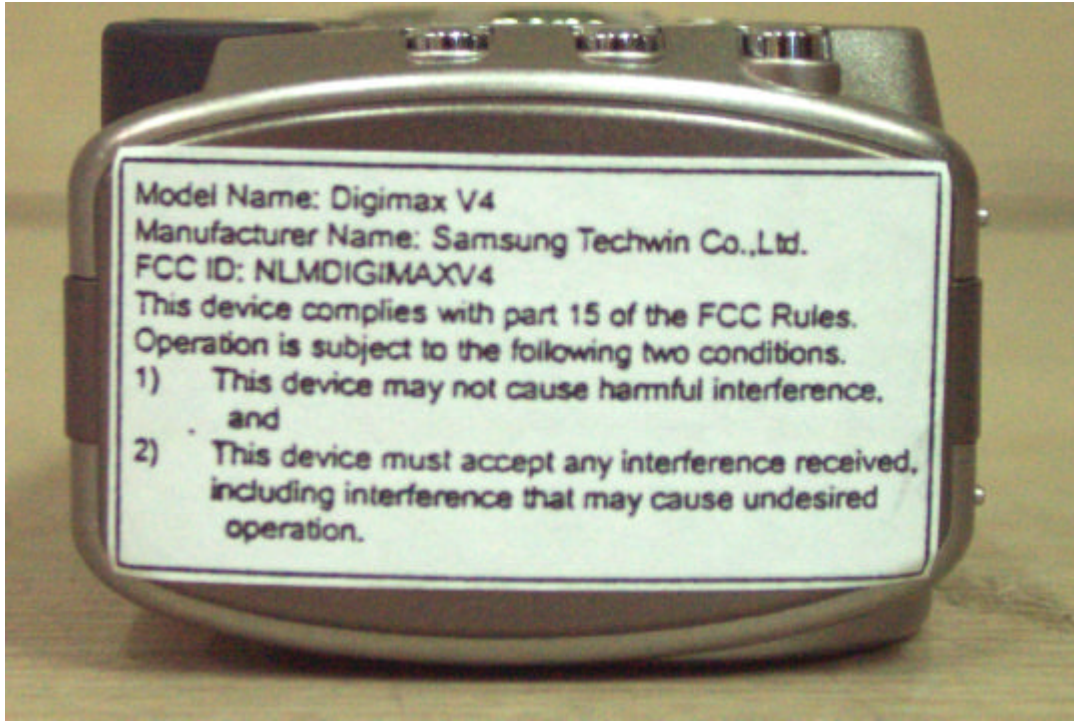 Model Name: Digimax V4
Manufacturer Name: Samsung Techwin Co.,Ltd.
FCC ID: NLMDIGIMAXV4
This device complies with part 15 of the FCC Rules.
Operation is subject to the following two conditions.
1) This device may not cause harmful interference,
and
2) This device must accept any interference received,
including interference that may cause undesired
operation.